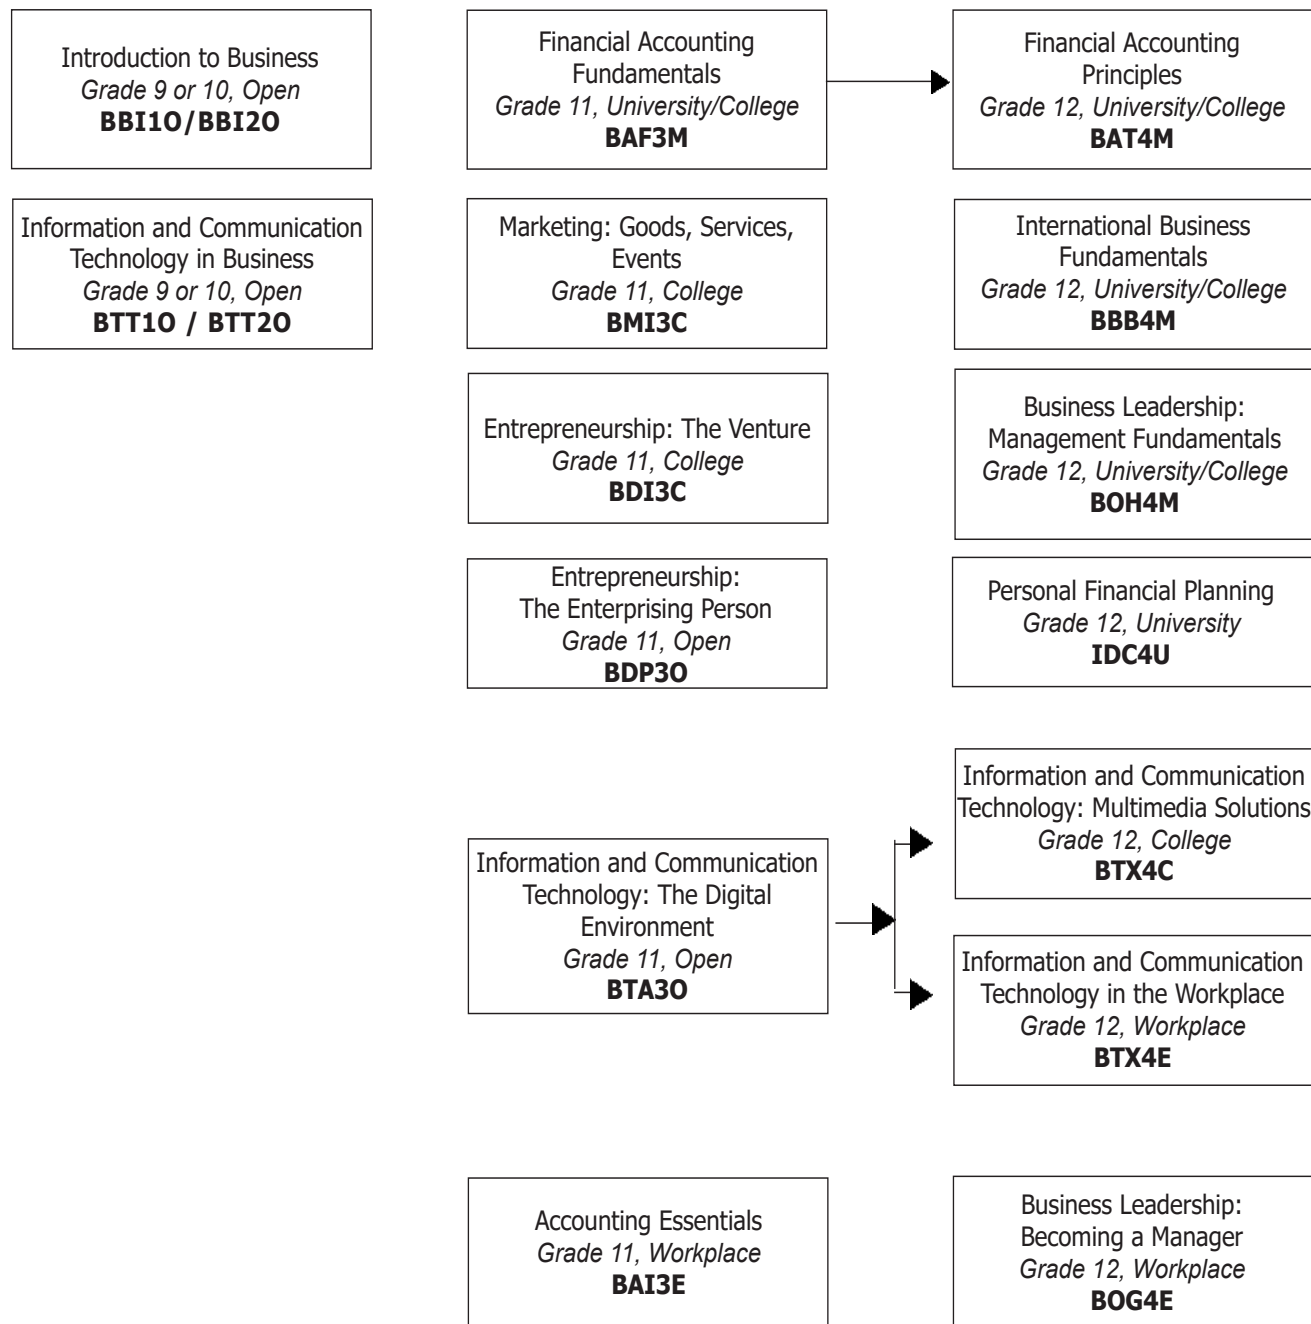 Introduction to Business
Grade 9 or 10, Open
BBI1O/BBI2O
Financial Accounting
Fundamentals
Grade 11, University/College
BAF3M
Financial Accounting
Principles
Grade 12, University/College
BAT4M
Information and Communication
Technology in Business
Grade 9 or 10, Open
BTT1O / BTT2O
Marketing: Goods, Services,
Events
Grade 11, College
BMI3C
International Business
Fundamentals
Grade 12, University/College
BBB4M
Entrepreneurship: The Venture
Grade 11, College
BDI3C
Business Leadership:
Management Fundamentals
Grade 12, University/College
BOH4M
Entrepreneurship:
The Enterprising Person
Grade 11, Open
BDP3O
Personal Financial Planning
Grade 12, University
IDC4U
Information and Communication
Technology: The Digital
Environment
Grade 11, Open
BTA3O
Information and Communication
Technology: Multimedia Solutions
Grade 12, College
BTX4C
Information and Communication
Technology in the Workplace
Grade 12, Workplace
BTX4E
Accounting Essentials
Grade 11, Workplace
BAI3E
Business Leadership:
Becoming a Manager
Grade 12, Workplace
BOG4E